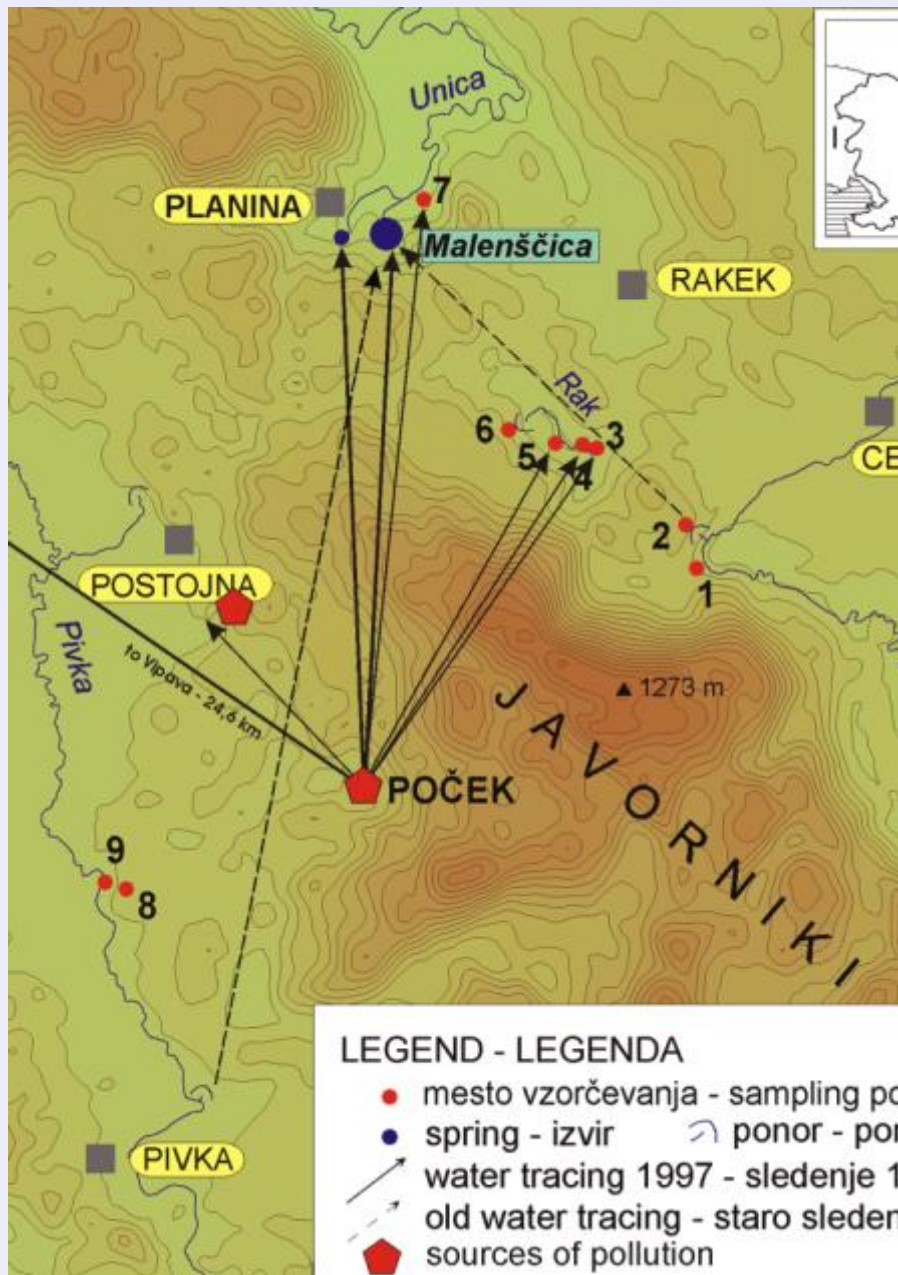 Unica
PLANINA
7
Malenščica
RAKEK
Rak
6
5
4
3
CE
2
1
POSTOJNA
Pivka
to Vipava - 24,6 km
1273 m
POČEK
JAVORNIKI
9
8
PIVKA
LEGEND - LEGENDA
mesto vzorčevanja - sampling po
spring - izvir ponor - por
water tracing 1997 - sledenje 1
old water tracing - staro sleden
sources of pollution